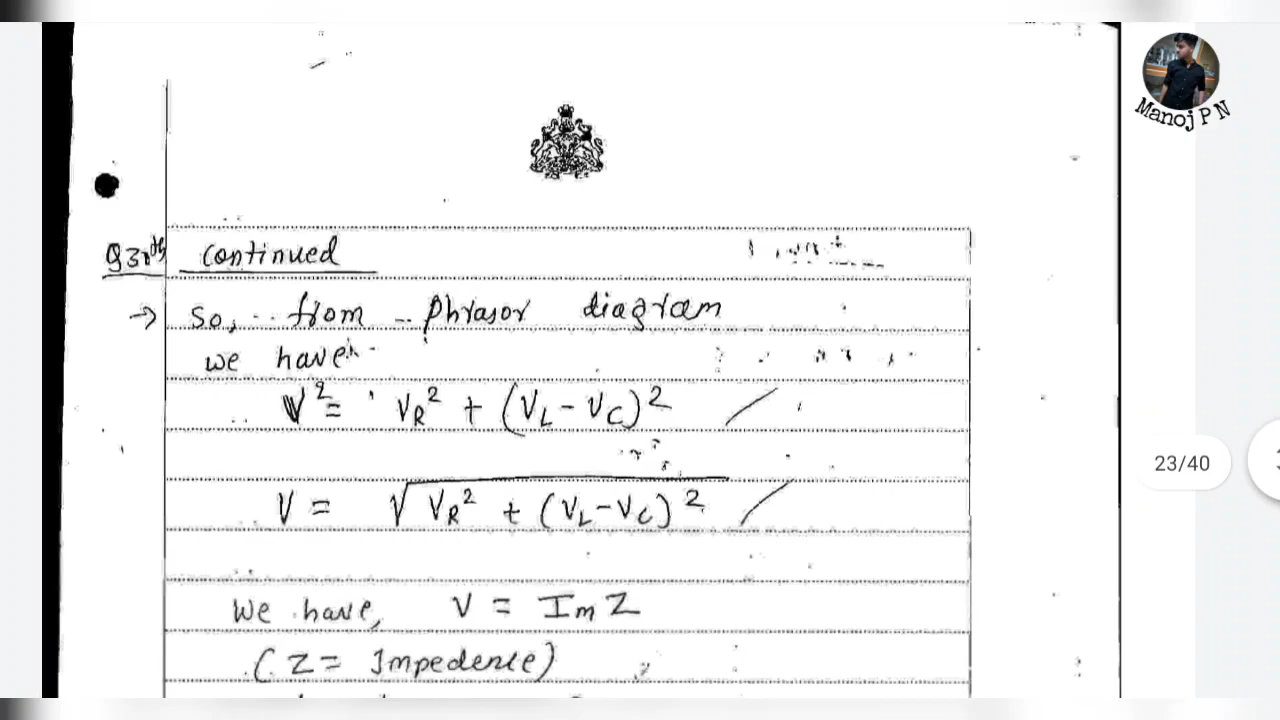 Manoj P N
continued
→ So, from Phrasor diagram
we have
V² = VR² + (VL - VC)²
V = √VR² + (VL - VC)²
23/40
We have, V = Im Z
(Z = Impedence)